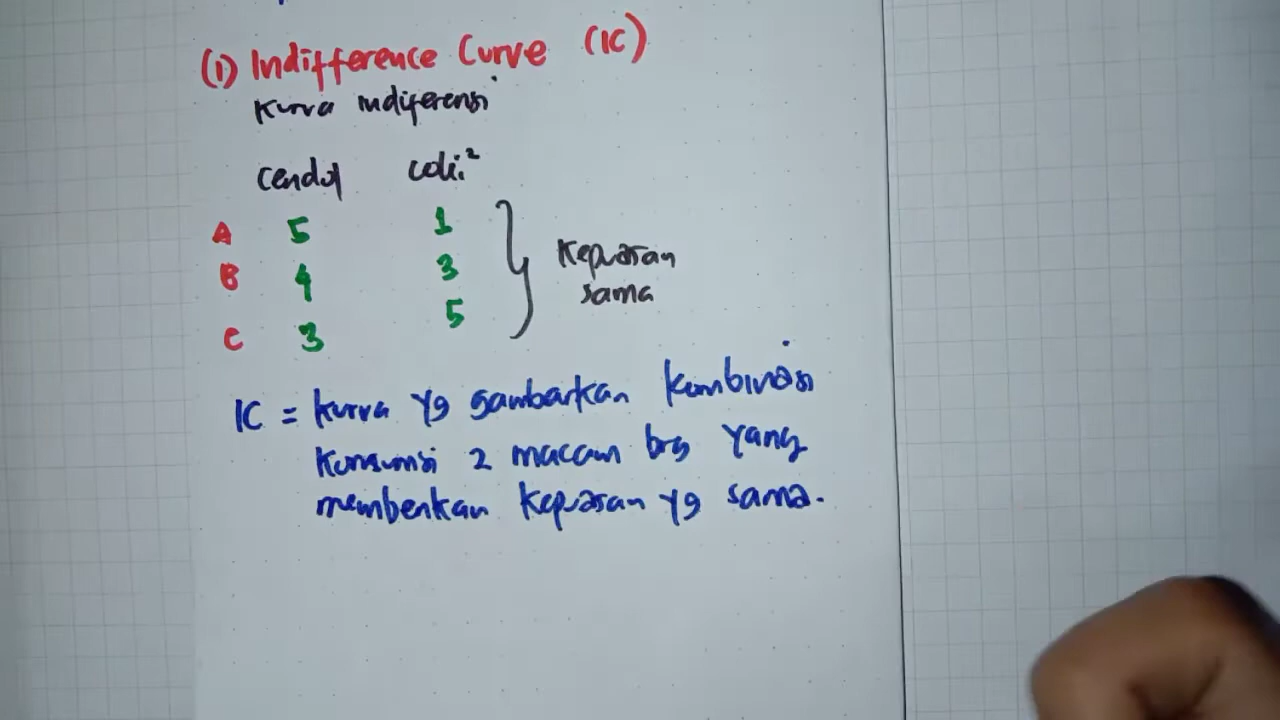 (1) Indifference Curve (IC)
Kurva indiferensi
cendol coki²
A 5 1
B 4 3
C 3 5
Kepuasan
sama
IC = kurva yg gambarkan kombinasi
konsumsi 2 macam brg yang
memberikan kepuasan yg sama.